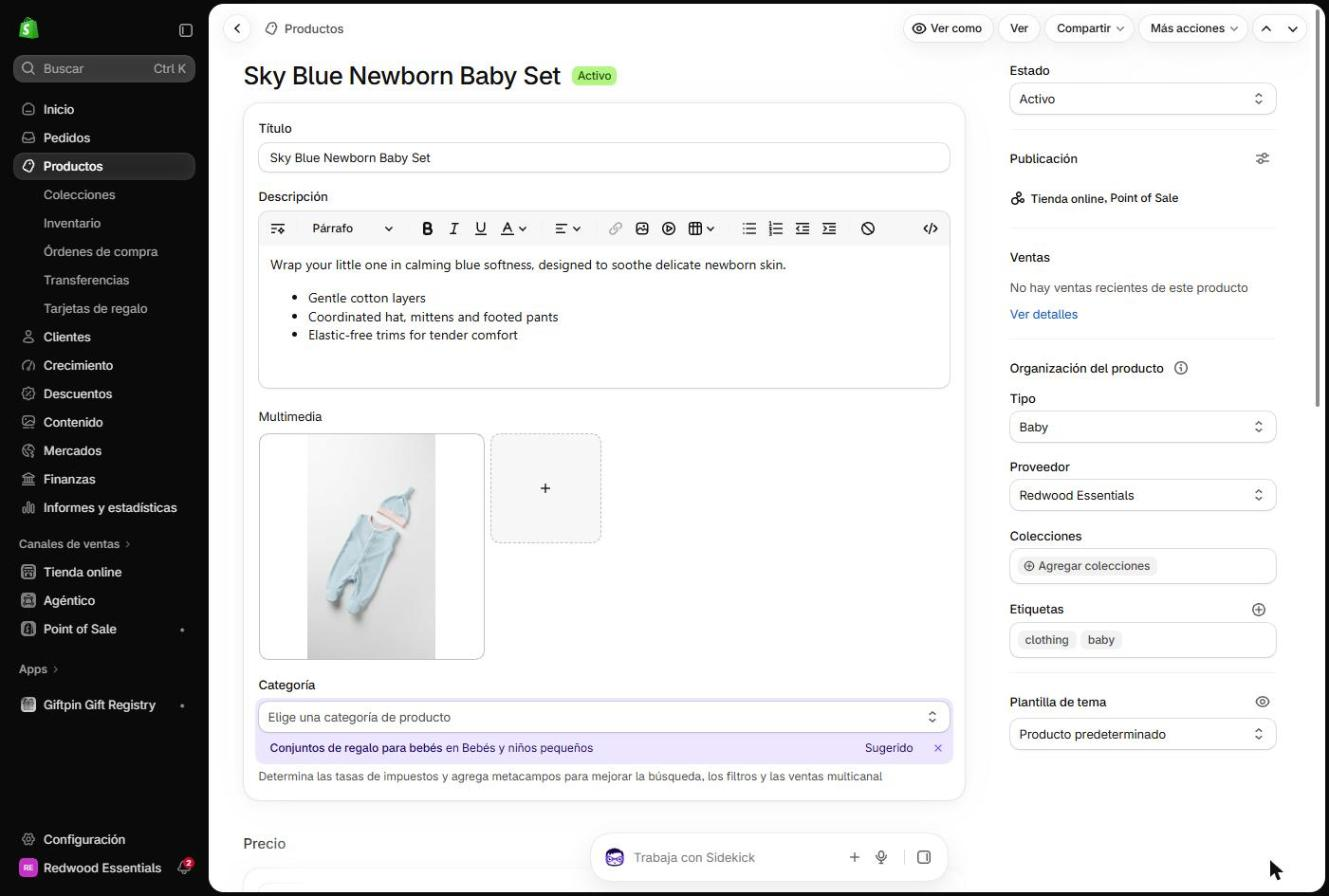 Buscar Ctrl K
Inicio
Pedidos
Productos
Colecciones
Inventario
Órdenes de compra
Transferencias
Tarjetas de regalo
Clientes
Crecimiento
Descuentos
Contenido
Mercados
Finanzas
Informes y estadísticas
Canales de ventas
Tienda online
Agéntico
Point of Sale
Apps
Giftpin Gift Registry
Configuración
RE Redwood Essentials 2
Productos
Ver como Ver Compartir Más acciones
Sky Blue Newborn Baby Set Activo
Título
Sky Blue Newborn Baby Set
Descripción
Párrafo B I U A
Wrap your little one in calming blue softness, designed to soothe delicate newborn skin.
• Gentle cotton layers
• Coordinated hat, mittens and footed pants
• Elastic-free trims for tender comfort
Multimedia
Categoría
Elige una categoría de producto
Conjuntos de regalo para bebés en Bebés y niños pequeños Sugerido
Determina las tasas de impuestos y agrega metacampos para mejorar la búsqueda, los filtros y las ventas multicanal
Precio
Trabaja con Sidekick
Estado
Activo
Publicación
Tienda online, Point of Sale
Ventas
No hay ventas recientes de este producto
Ver detalles
Organización del producto
Tipo
Baby
Proveedor
Redwood Essentials
Colecciones
Agregar colecciones
Etiquetas
clothing baby
Plantilla de tema
Producto predeterminado